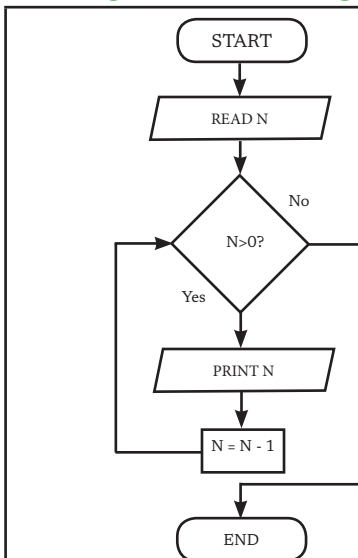 START
READ N
No
N>0?
Yes
PRINT N
N = N - 1
END